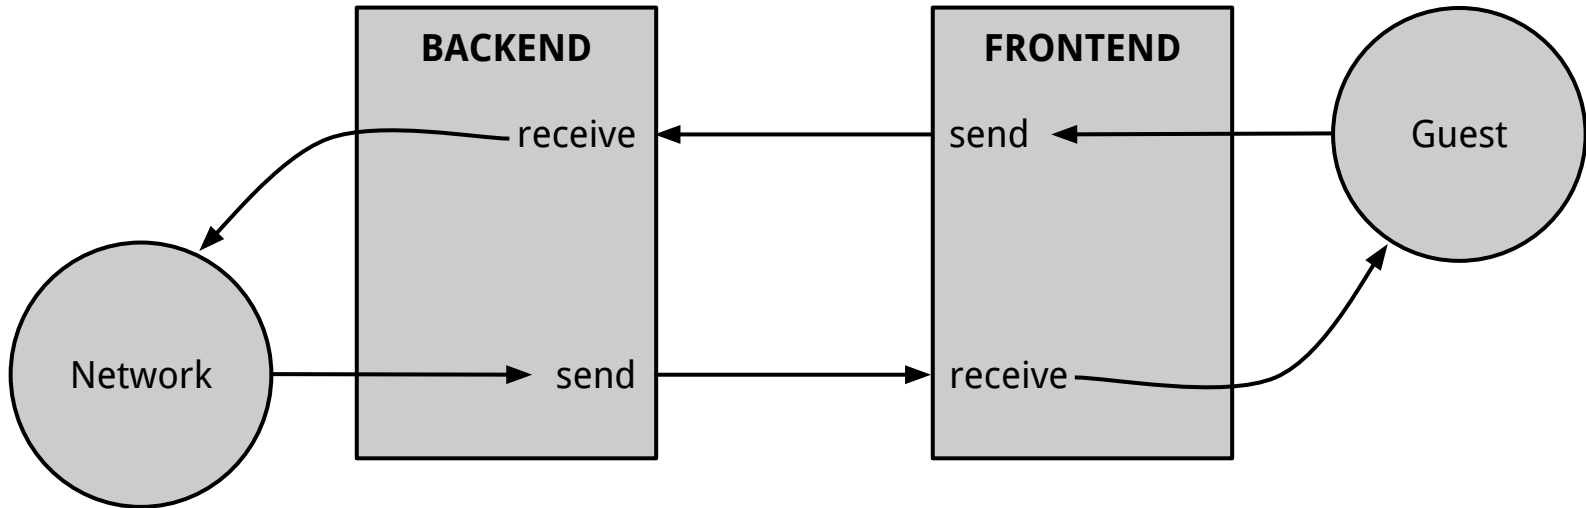 BACKEND
FRONTEND
receive
send
Guest
Network
send
receive